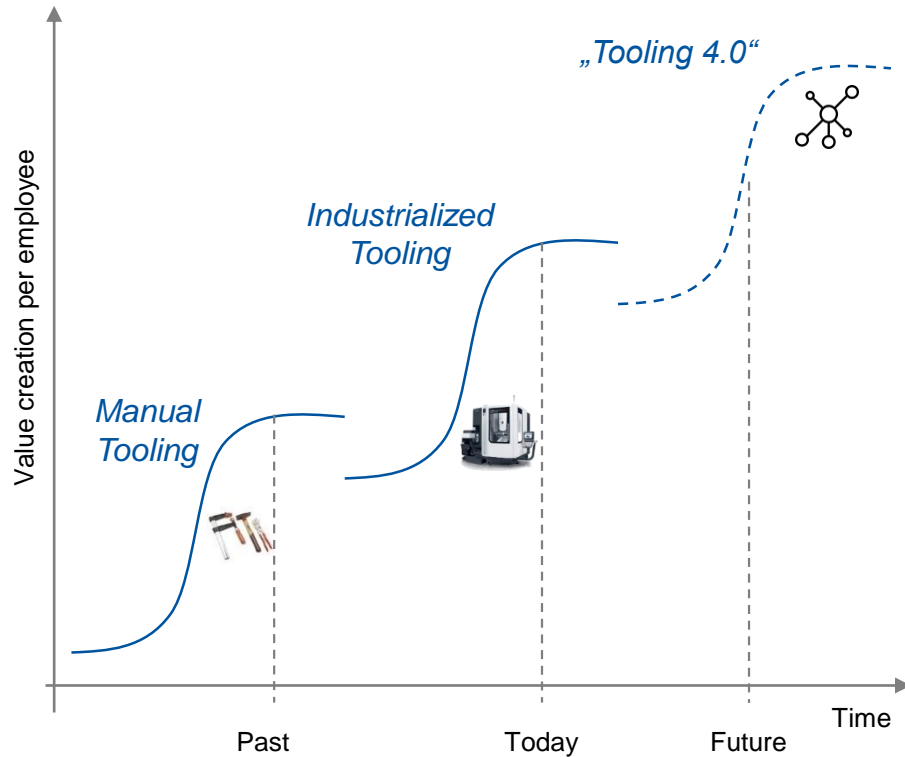 „Tooling 4.0“
Industrialized
Tooling
Manual
Tooling
Value creation per employee
Time
Past
Today
Future